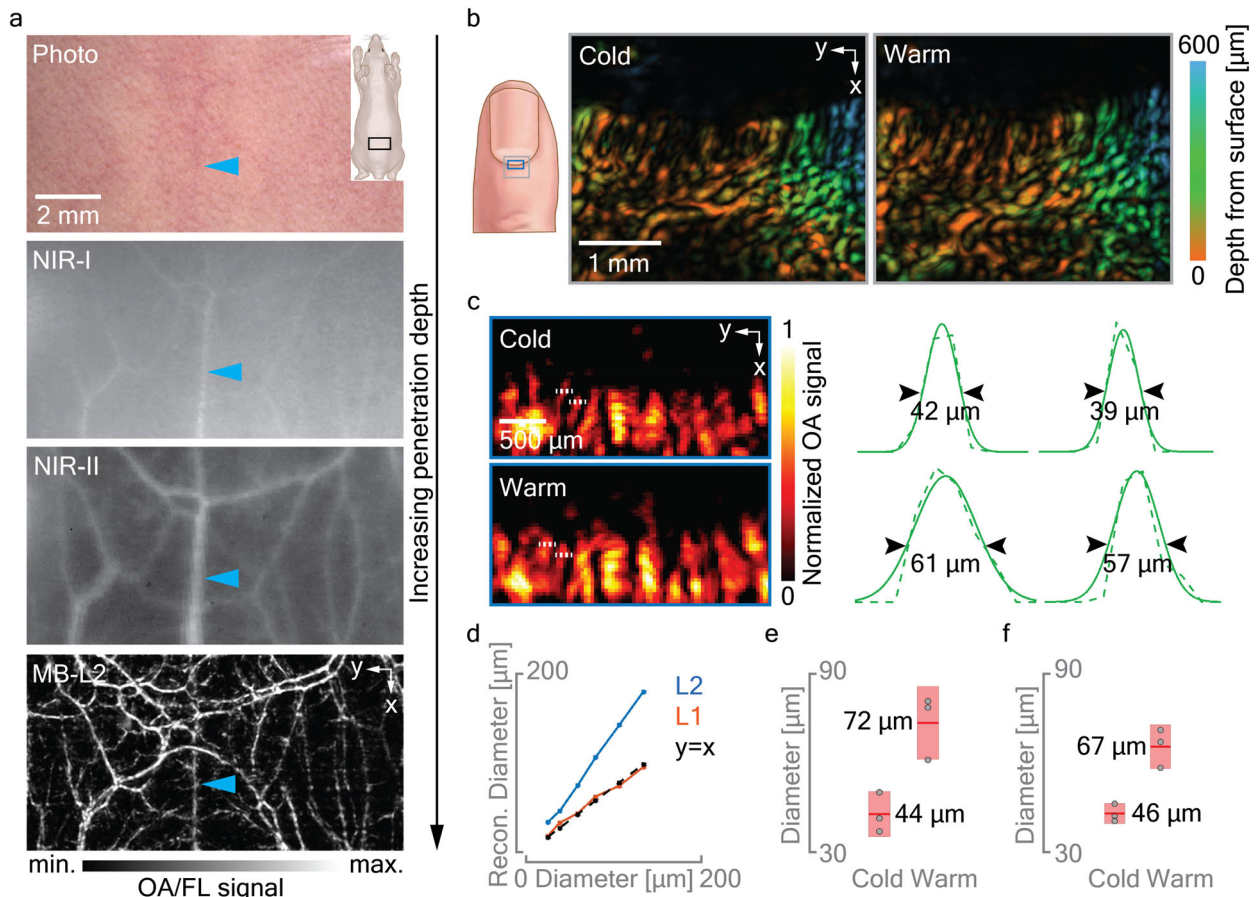 a
Photo
2 mm
NIR-I
NIR-II
MB-L2
y
x
min.
max.
OA/FL signal
Increasing penetration depth
b
Cold
y
x
1 mm
Warm
600
0
Depth from surface [µm]
c
Cold
y
x
500 µm
Warm
1
0
Normalized OA signal
42 µm
39 µm
61 µm
57 µm
d
200
Recon. Diameter [µm]
L2
L1
y=x
0
Diameter [µm]
200
e
90
Diameter [µm]
30
72 µm
44 µm
Cold Warm
f
90
Diameter [µm]
30
67 µm
46 µm
Cold Warm